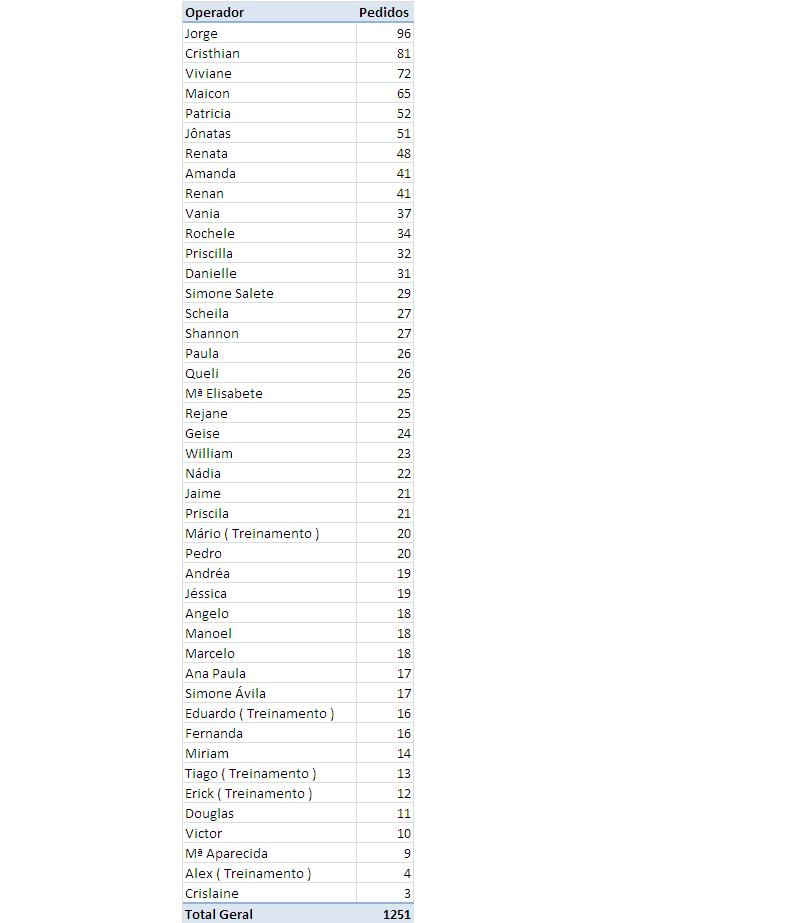 Operador Pedidos
Jorge 96
Cristhian 81
Viviane 72
Maicon 65
Patricia 52
Jônatas 51
Renata 48
Amanda 41
Renan 41
Vania 37
Rochele 34
Priscilla 32
Danielle 31
Simone Salete 29
Scheila 27
Shannon 27
Paula 26
Queli 26
Mª Elisabete 25
Rejane 25
Geise 24
William 23
Nádia 22
Jaime 21
Priscila 21
Mário ( Treinamento ) 20
Pedro 20
Andréa 19
Jéssica 19
Angelo 18
Manoel 18
Marcelo 18
Ana Paula 17
Simone Ávila 17
Eduardo ( Treinamento ) 16
Fernanda 16
Miriam 14
Tiago ( Treinamento ) 13
Erick ( Treinamento ) 12
Douglas 11
Victor 10
Mª Aparecida 9
Alex ( Treinamento ) 4
Crislaine 3
Total Geral 1251